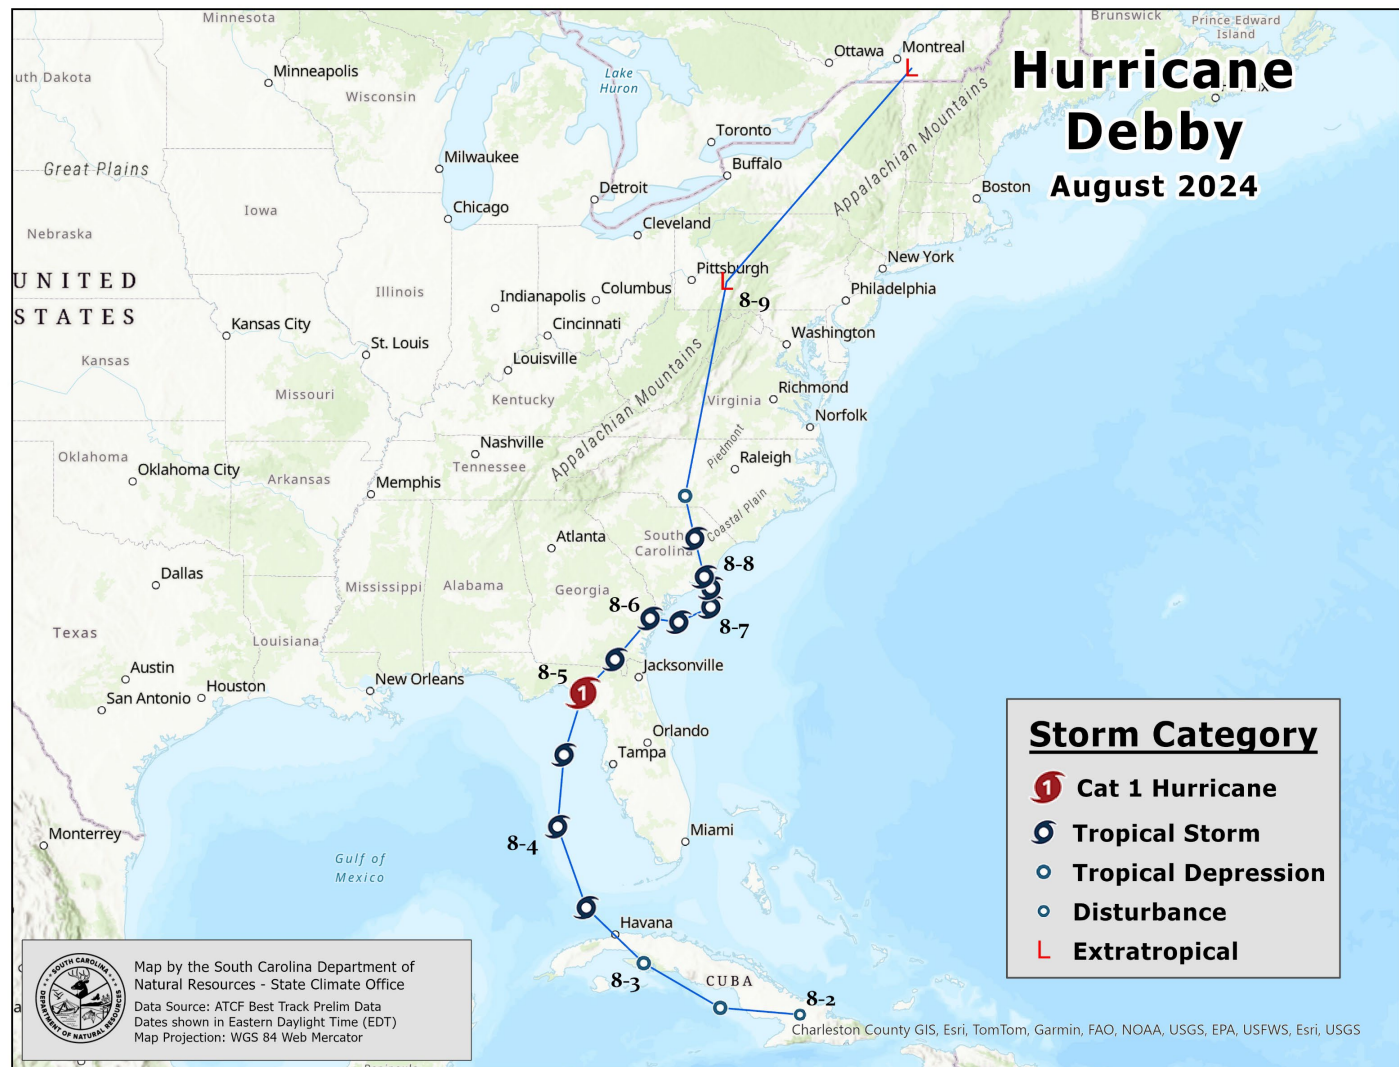 Hurricane
Debby
August 2024
Minnesota
Brunswick
Prince Edward
Island
Ottawa
Montreal
uth Dakota
Minneapolis
Wisconsin
Lake
Huron
Toronto
Appalachian Mountains
Great Plains
Milwaukee
Buffalo
Detroit
Boston
Iowa
Chicago
Cleveland
Nebraska
New York
UNITED
STATES
Pittsburgh
L
L
8-9
Illinois
Indianapolis
Columbus
Philadelphia
Kansas City
Cincinnati
Washington
St. Louis
Louisville
Kansas
Missouri
Kentucky
Appalachian Mountains
Virginia
Richmond
Norfolk
Nashville
Tennessee
Piedmont
Raleigh
Oklahoma
Oklahoma City
Arkansas
Memphis
Coastal Plain
Atlanta
South
Carolina
8-8
Dallas
Mississippi
Alabama
Georgia
8-6
8-7
Texas
Louisiana
Jacksonville
8-5
1
Austin
Houston
New Orleans
San Antonio
Orlando
Tampa
Monterrey
Miami
8-4
Gulf of
Mexico
Havana
CUBA
8-3
8-2
Storm Category
1 Cat 1 Hurricane
Tropical Storm
Tropical Depression
Disturbance
L Extratropical
SOUTH CAROLINA
DEPARTMENT OF NATURAL RESOURCES
Map by the South Carolina Department of
Natural Resources - State Climate Office
Data Source: ATCF Best Track Prelim Data
Dates shown in Eastern Daylight Time (EDT)
Map Projection: WGS 84 Web Mercator
Charleston County GIS, Esri, TomTom, Garmin, FAO, NOAA, USGS, EPA, USFWS, Esri, USGS